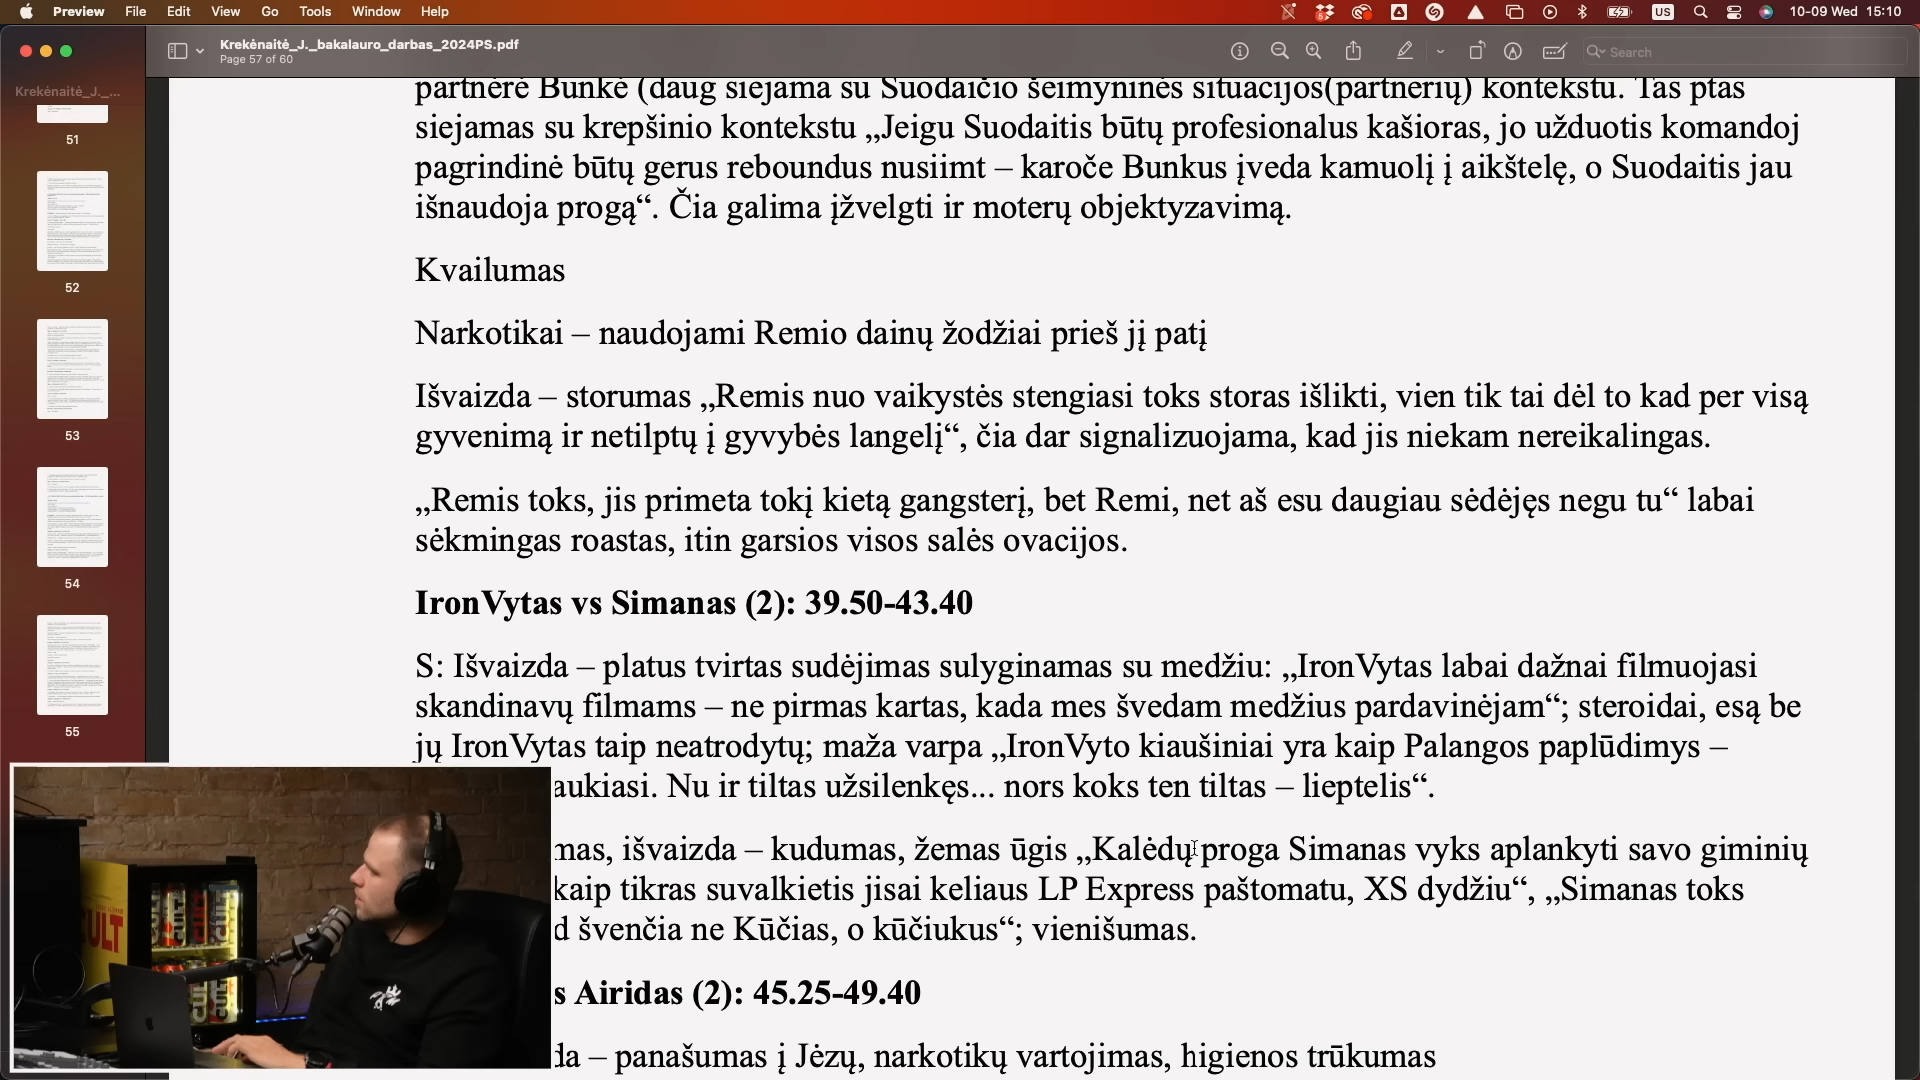 Preview File Edit View Go Tools Window Help US 10-09 Wed 15:10
Krekėnaitė_J._bakalauro_darbas_2024PS.pdf
Page 57 of 60
Search
Krekėnaitė_J._...
51
52
53
54
55
partnerė Bunkė (daug siejama su Suodaičio šeimyninės situacijos(partnerių) kontekstu. Tas ptas
siejamas su krepšinio kontekstu „Jeigu Suodaitis būtų profesionalus kašioras, jo užduotis komandoj
pagrindinė būtų gerus reboundus nusiimt – karoče Bunkus įveda kamuolį į aikštelę, o Suodaitis jau
išnaudoja progą“. Čia galima įžvelgti ir moterų objektyzavimą.
Kvailumas
Narkotikai – naudojami Remio dainų žodžiai prieš jį patį
Išvaizda – storumas „Remis nuo vaikystės stengiasi toks storas išlikti, vien tik tai dėl to kad per visą
gyvenimą ir netilptų į gyvybės langelį“, čia dar signalizuojama, kad jis niekam nereikalingas.
„Remis toks, jis primeta tokį kietą gangsterį, bet Remi, net aš esu daugiau sėdėjęs negu tu“ labai
sėkmingas roastas, itin garsios visos salės ovacijos.
IronVytas vs Simanas (2): 39.50-43.40
S: Išvaizda – platus tvirtas sudėjimas sulyginamas su medžiu: „IronVytas labai dažnai filmuojasi
skandinavų filmams – ne pirmas kartas, kada mes švedam medžius pardavinėjam“; steroidai, esą be
jų IronVytas taip neatrodytų; maža varpa „IronVyto kiaušiniai yra kaip Palangos paplūdimys –
aukiasi. Nu ir tiltas užsilenkęs... nors koks ten tiltas – lieptelis“.
mas, išvaizda – kudumas, žemas ūgis „Kalėdų proga Simanas vyks aplankyti savo giminių
kaip tikras suvalkietis jisai keliaus LP Express paštomatu, XS dydžiu“, „Simanas toks
d švenčia ne Kūčias, o kūčiukus“; vienišumas.
s Airidas (2): 45.25-49.40
da – panašumas į Jėzų, narkotikų vartojimas, higienos trūkumas
CULT